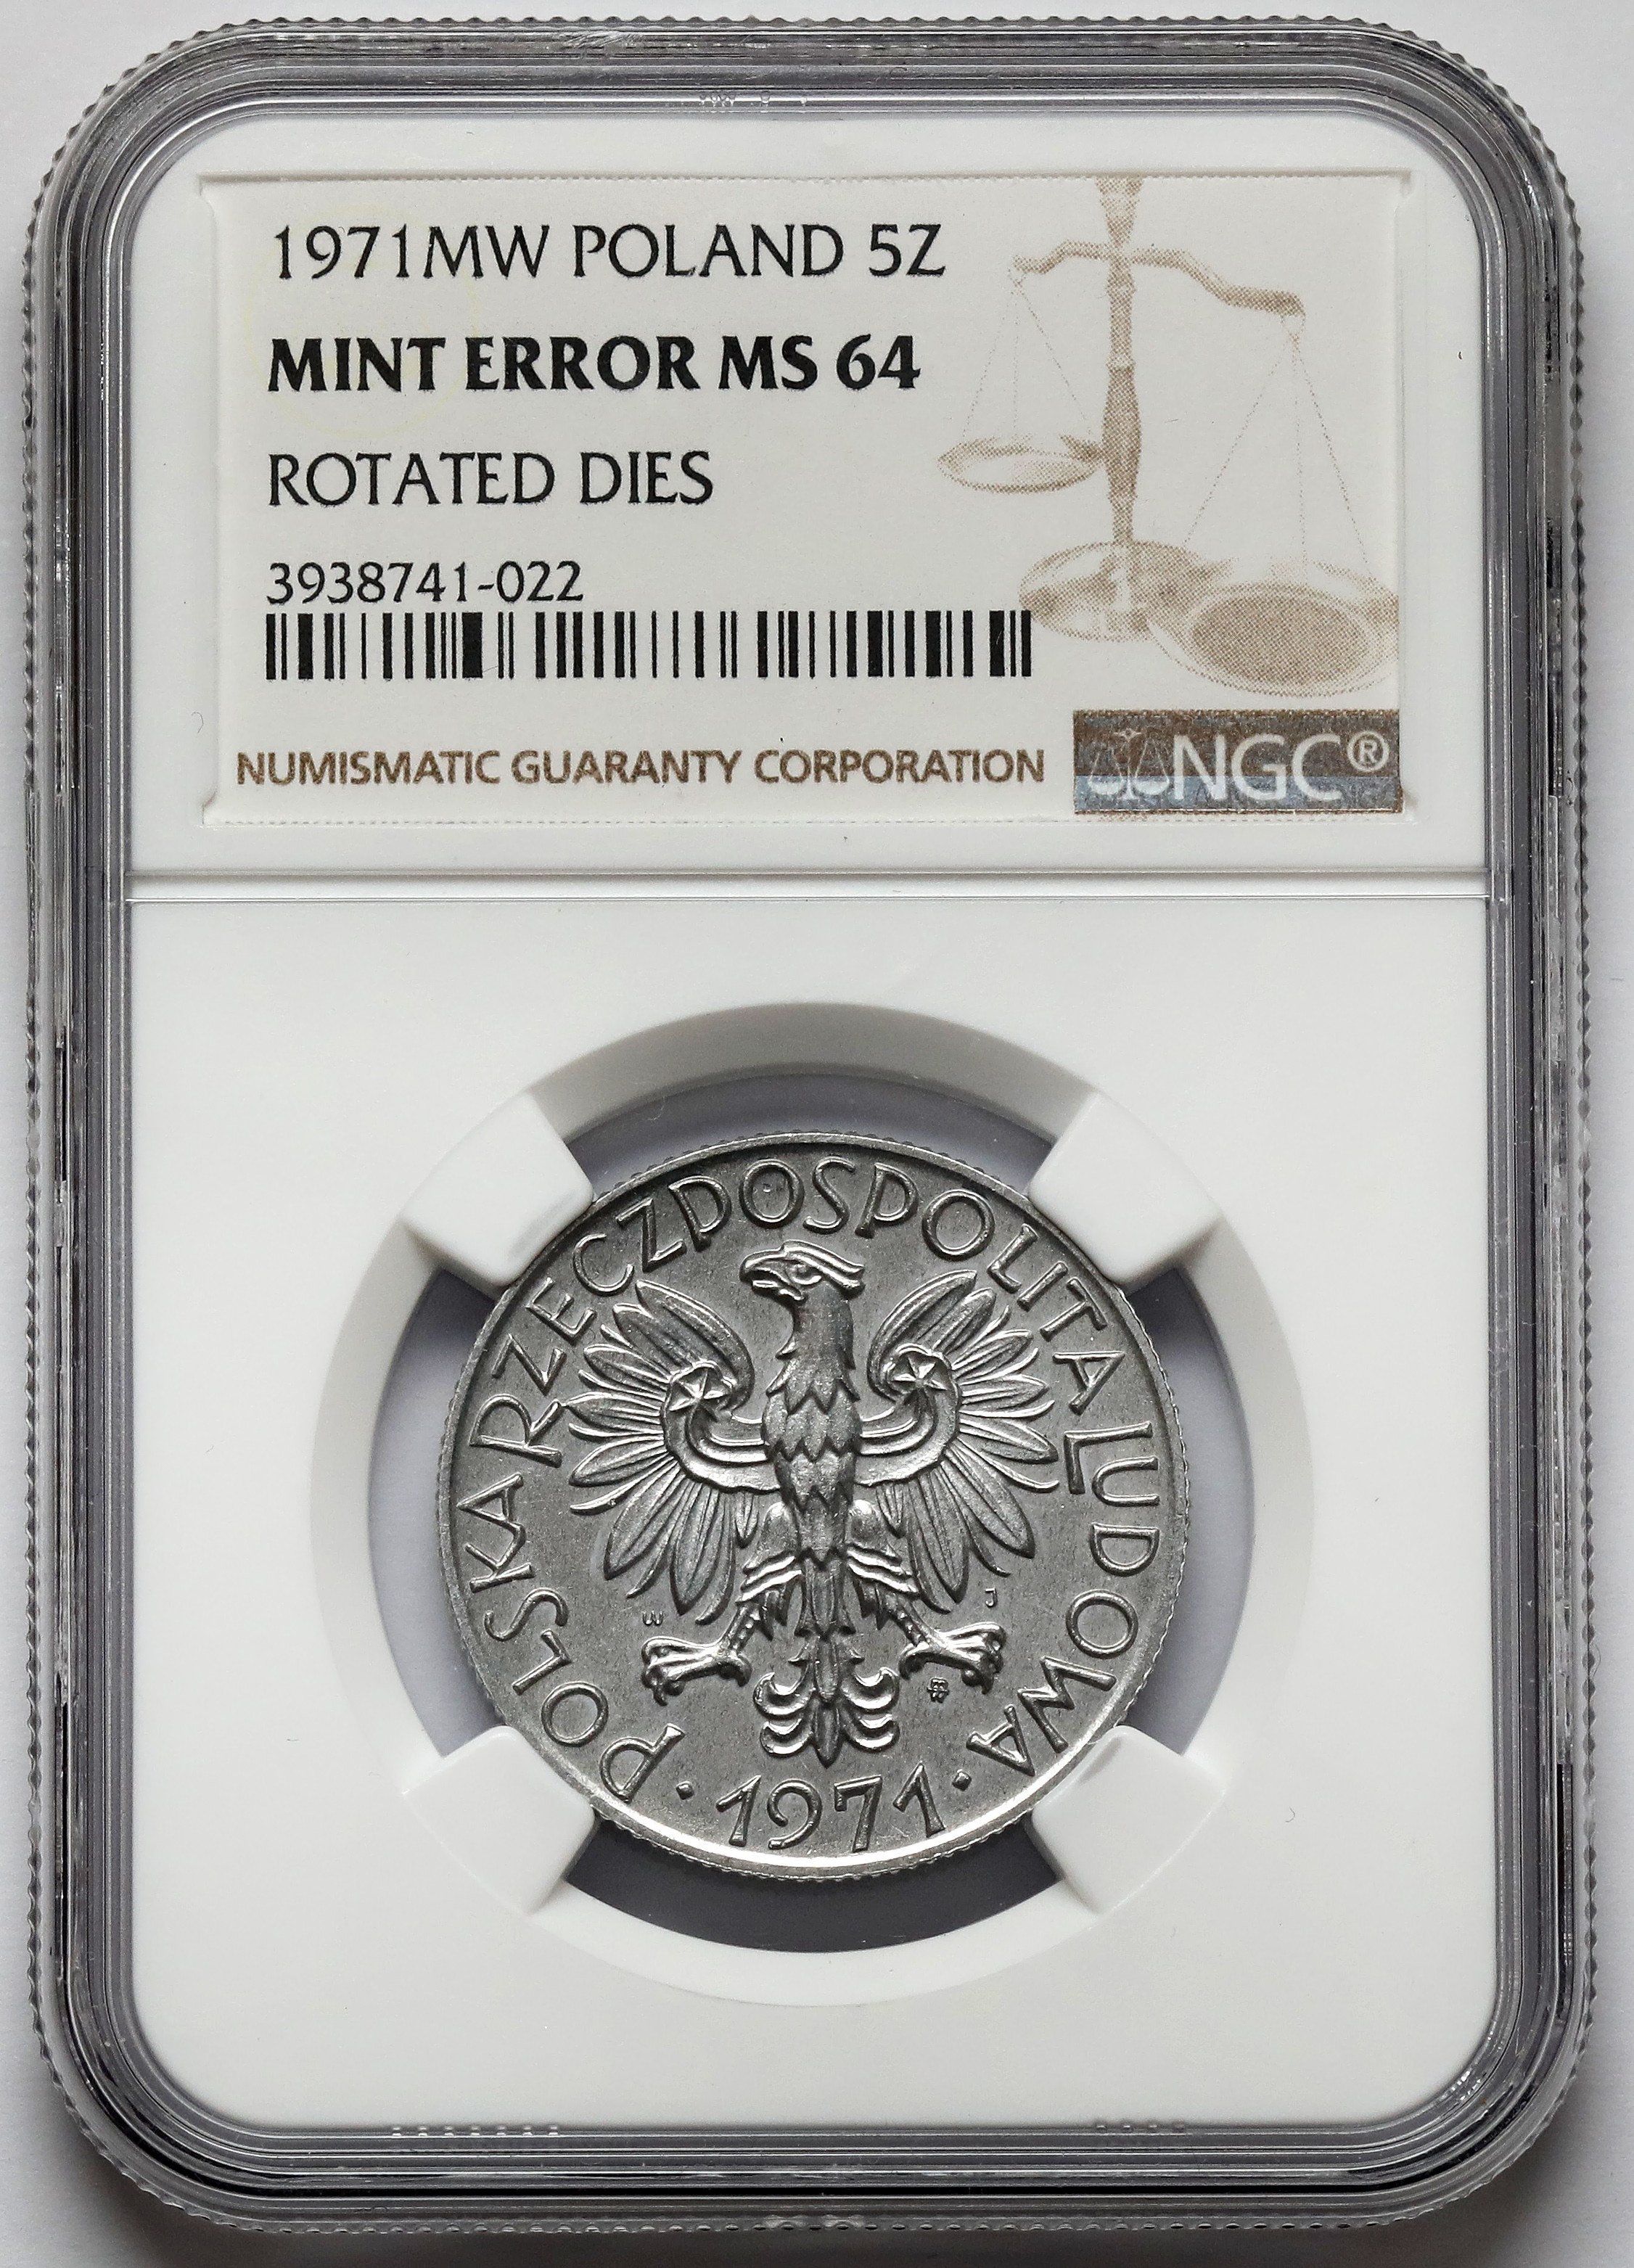 1971MW POLAND 5Z
MINT ERROR MS 64
ROTATED DIES
3938741-022
NUMISMATIC GUARANTY CORPORATION
NGC®
POLSKA RZECZPOSPOLITA LUDOWA
· 1971 ·
W J